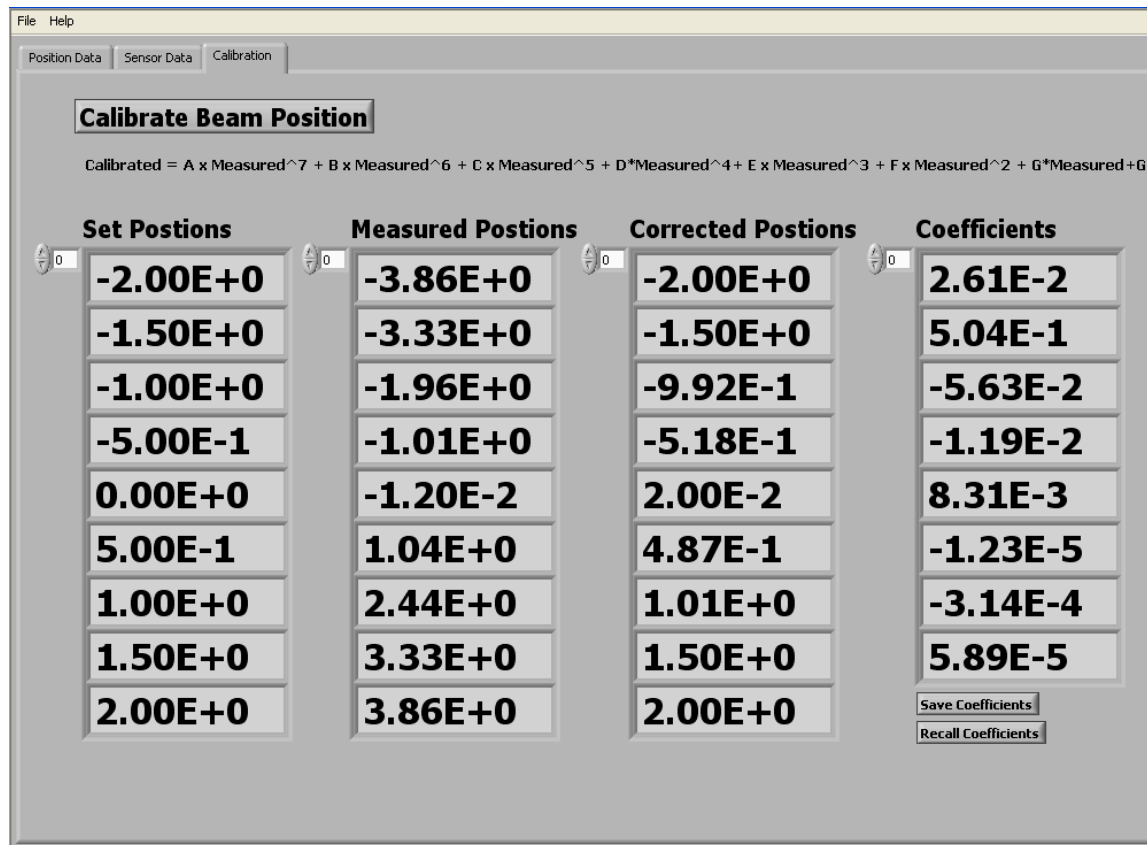 File Help
Position Data Sensor Data Calibration
Calibrate Beam Position
Calibrated = A x Measured^7 + B x Measured^6 + C x Measured^5 + D*Measured^4+ E x Measured^3 + F x Measured^2 + G*Measured+G
Set Postions Measured Postions Corrected Postions Coefficients
0 0 0 0
-2.00E+0 -3.86E+0 -2.00E+0 2.61E-2
-1.50E+0 -3.33E+0 -1.50E+0 5.04E-1
-1.00E+0 -1.96E+0 -9.92E-1 -5.63E-2
-5.00E-1 -1.01E+0 -5.18E-1 -1.19E-2
0.00E+0 -1.20E-2 2.00E-2 8.31E-3
5.00E-1 1.04E+0 4.87E-1 -1.23E-5
1.00E+0 2.44E+0 1.01E+0 -3.14E-4
1.50E+0 3.33E+0 1.50E+0 5.89E-5
2.00E+0 3.86E+0 2.00E+0
Save Coefficients
Recall Coefficients